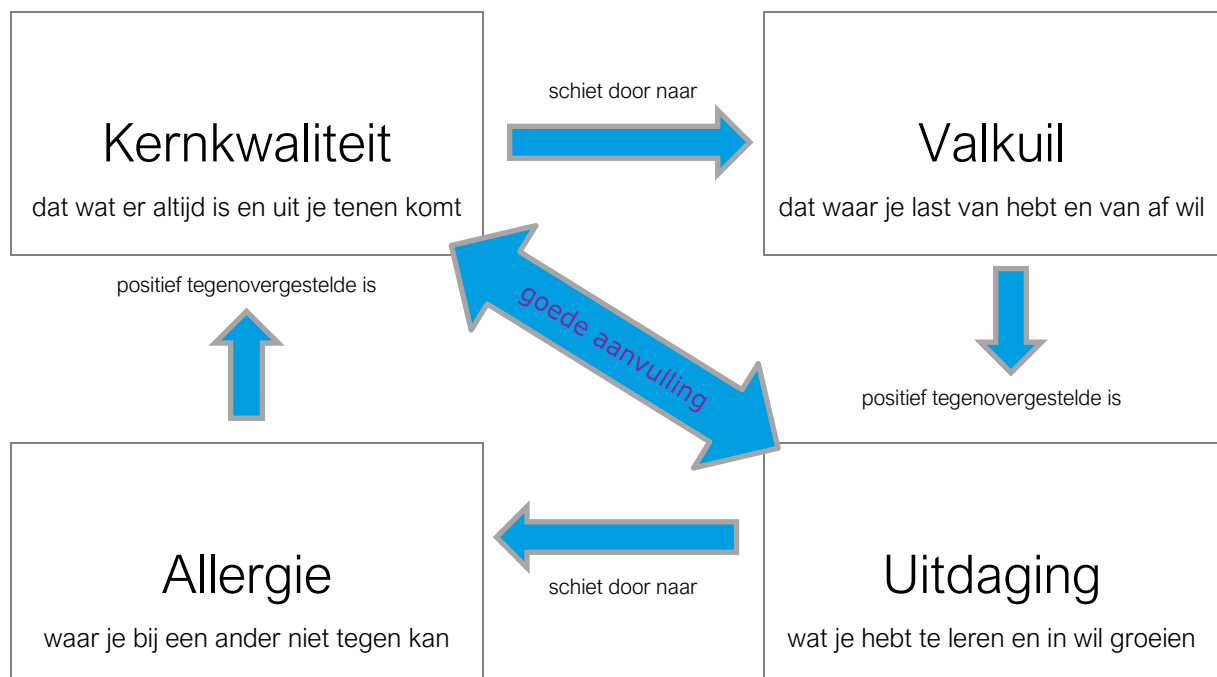 schiet door naar
Kernkwaliteit
dat wat er altijd is en uit je tenen komt
Valkuil
dat waar je last van hebt en van af wil
positief tegenovergestelde is
goede aanvulling
positief tegenovergestelde is
Allergie
waar je bij een ander niet tegen kan
schiet door naar
Uitdaging
wat je hebt te leren en in wil groeien